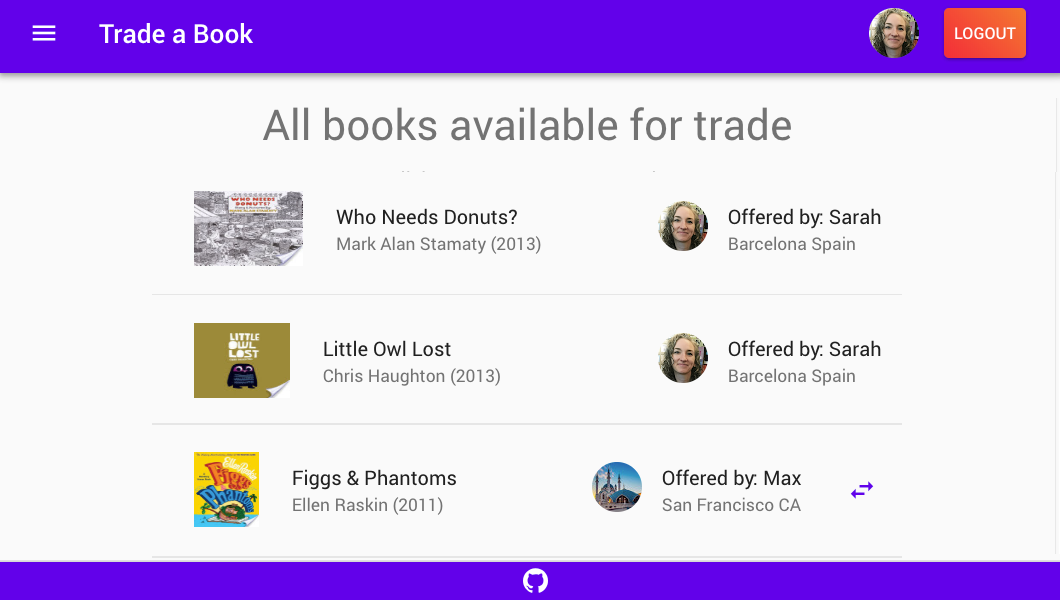 Trade a Book
LOGOUT
All books available for trade
WHO NEEDS
DONUTS?
Who Needs Donuts?
Mark Alan Stamaty (2013)
Offered by: Sarah
Barcelona Spain
LITTLE
OWL
LOST
Little Owl Lost
Chris Haughton (2013)
Offered by: Sarah
Barcelona Spain
Ellen Raskin
Figgs
& Phantoms
Figgs & Phantoms
Ellen Raskin (2011)
Offered by: Max
San Francisco CA